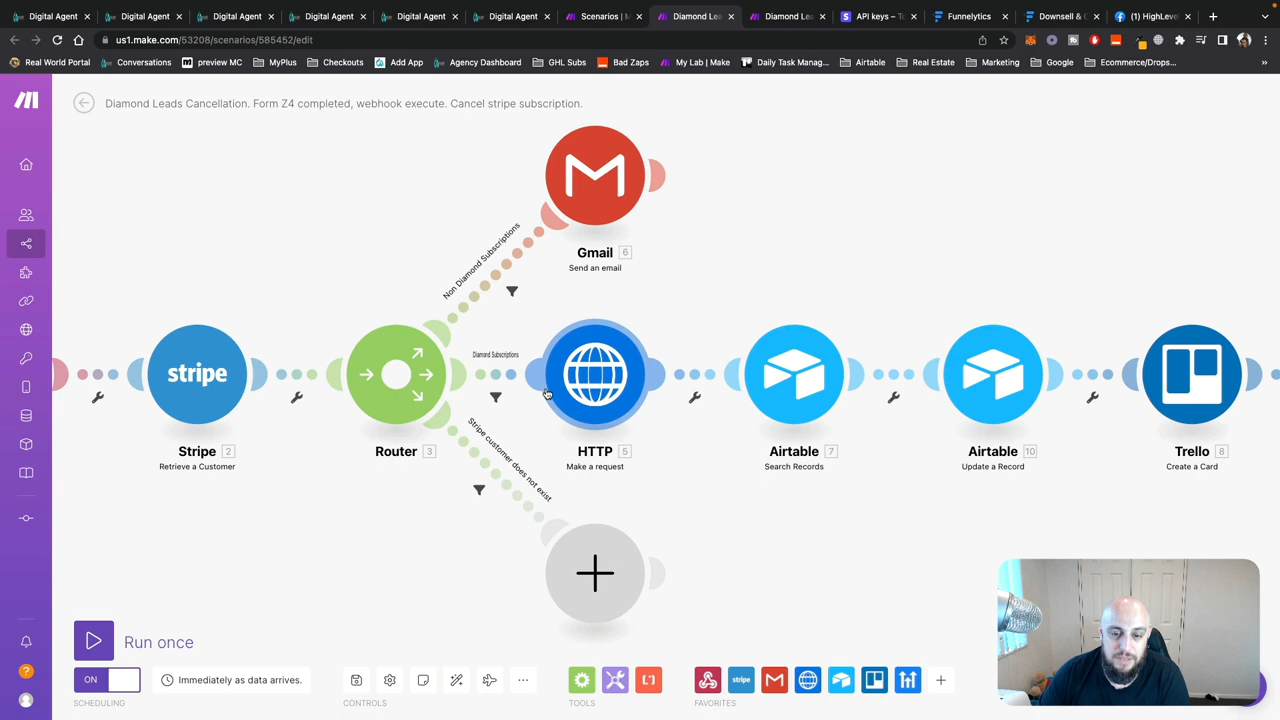 Digital Agent
Digital Agent
Digital Agent
Digital Agent
Digital Agent
Scenarios | M
Diamond Lea
Diamond Lea
API keys – To
Funnelytics
Downsell & C
(1) HighLevel
us1.make.com/53208/scenarios/585452/edit
Real World Portal
Conversations
preview MC
MyPlus
Checkouts
Add App
Agency Dashboard
GHL Subs
Bad Zaps
My Lab | Make
Daily Task Manag...
Airtable
Real Estate
Marketing
Google
Ecommerce/Drops...
Diamond Leads Cancellation. Form Z4 completed, webhook execute. Cancel stripe subscription.
Non Diamond Subscriptions
Gmail 6
Send an email
Diamond Subscriptions
stripe
Stripe 2
Retrieve a Customer
Router 3
HTTP 5
Make a request
Airtable 7
Search Records
Airtable 10
Update a Record
Trello 8
Create a Card
Stripe customer does not exist
Run once
ON
Immediately as data arrives.
stripe
SCHEDULING
CONTROLS
TOOLS
FAVORITES